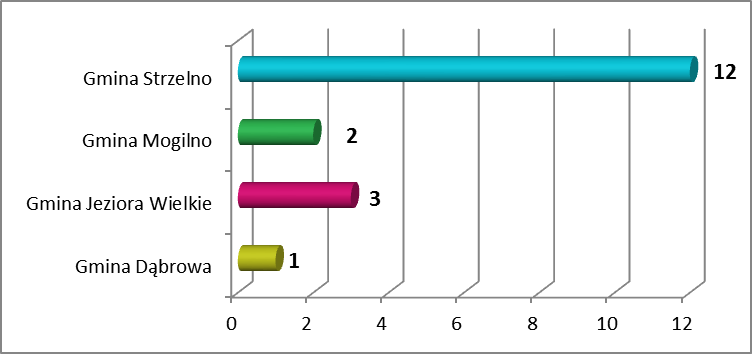 Gmina Strzelno 12
Gmina Mogilno 2
Gmina Jeziora Wielkie 3
Gmina Dąbrowa 1
0 2 4 6 8 10 12